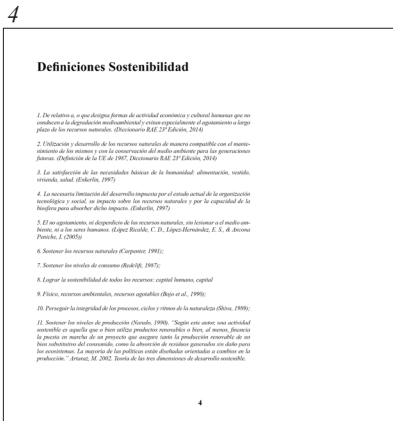 4
Definiciones Sostenibilidad
1. De relativo a, o que designa formas de actividad económica y cultural humanas que no
conducen a la degradación medioambiental y evitan especialmente el agotamiento a largo
plazo de los recursos naturales. (Diccionario RAE 23ª Edición, 2014)
2. Utilización y desarrollo de los recursos naturales de manera compatible con el mante-
nimiento de los mismos y con la conservación del medio ambiente para las generaciones
futuras. (Definición de la UE de 1987, Diccionario RAE 23ª Edición, 2014)
3. La satisfacción de las necesidades básicas de la humanidad: alimentación, vestido,
vivienda, salud. (Enkerlin, 1997)
4. La necesaria limitación del desarrollo impuesta por el estado actual de la organización
tecnológica y social, su impacto sobre los recursos naturales y por la capacidad de la
biosfera para absorber dicho impacto. (Enkerlin, 1997)
5. El no agotamiento, ni desperdicio de los recursos naturales, sin lesionar a el medio am-
biente, ni a los seres humanos. (López Ricalde, C. D., López-Hernández, E. S., & Ancona
Peniche, I. (2005))
6. Sostener los recursos naturales (Carpenter, 1991);
7. Sostener los niveles de consumo (Redclift, 1987);
8. Lograr la sostenibilidad de todos los recursos: capital humano, capital
9. Físico, recursos ambientales, recursos agotables (Bojo et al., 1990);
10. Perseguir la integridad de los procesos, ciclos y ritmos de la naturaleza (Shiva, 1989);
11. Sostener los niveles de producción (Naredo, 1990). "Según este autor, una actividad
sostenible es aquella que o bien utiliza productos renovables o bien, al menos, financia
la puesta en marcha de un proyecto que asegure tanto la producción renovable de un
bien substitutivo del consumido, como la absorción de residuos generados sin daño para
los ecosistemas. La mayoría de las políticas están diseñadas orientadas a cambios en la
producción." Artaraz, M. 2002. Teoría de las tres dimensiones de desarrollo sostenible.
4